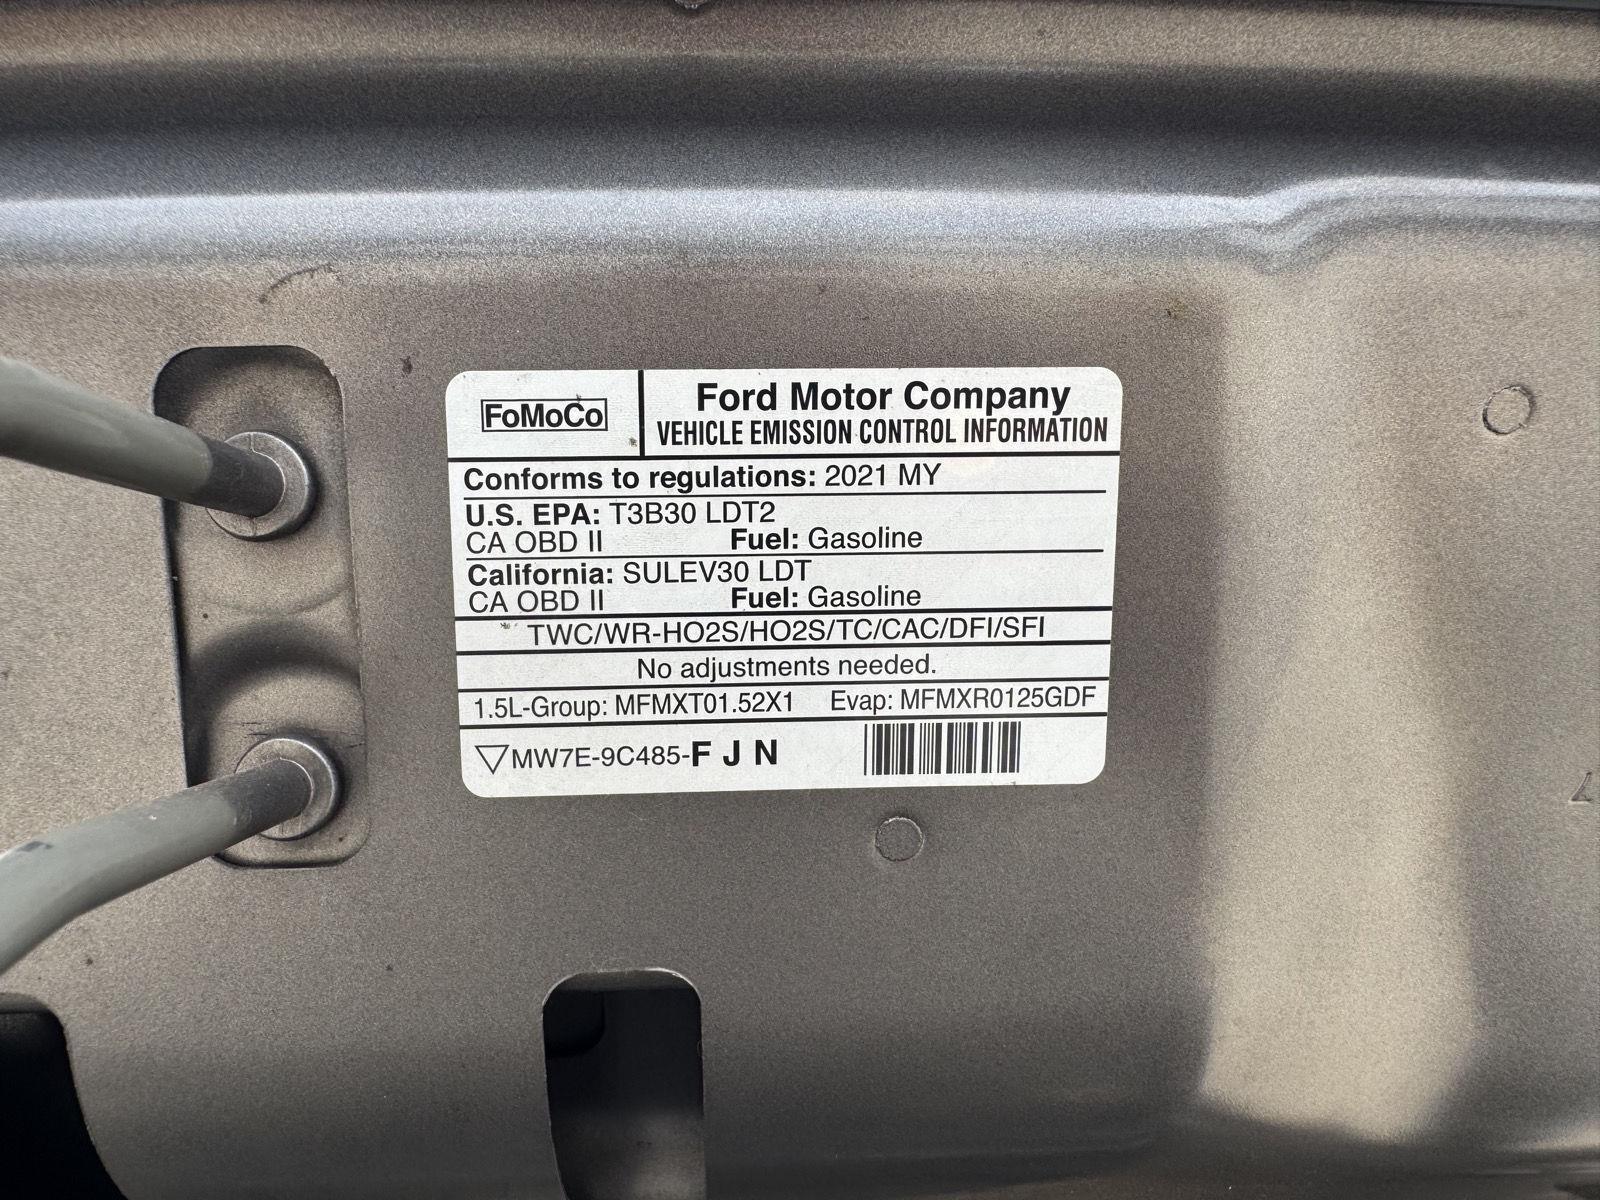 FoMoCo
Ford Motor Company
VEHICLE EMISSION CONTROL INFORMATION
Conforms to regulations: 2021 MY
U.S. EPA: T3B30 LDT2
CA OBD II Fuel: Gasoline
California: SULEV30 LDT
CA OBD II Fuel: Gasoline
TWC/WR-HO2S/HO2S/TC/CAC/DFI/SFI
No adjustments needed.
1.5L-Group: MFMXT01.52X1 Evap: MFMXR0125GDF
▽MW7E-9C485-F J N